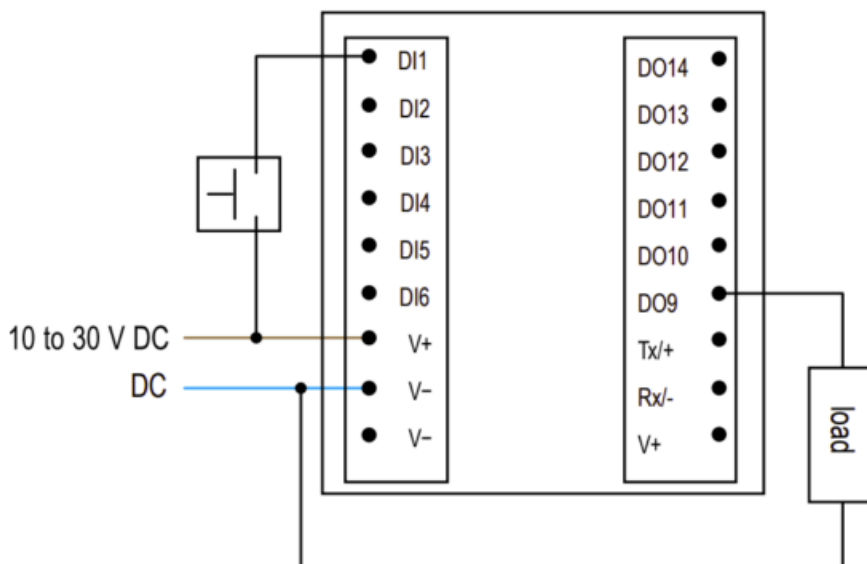 DI1
DI2
DI3
DI4
DI5
DI6
10 to 30 V DC
V+
DC
V−
V−
DO14
DO13
DO12
DO11
DO10
DO9
Tx/+
Rx/-
V+
load